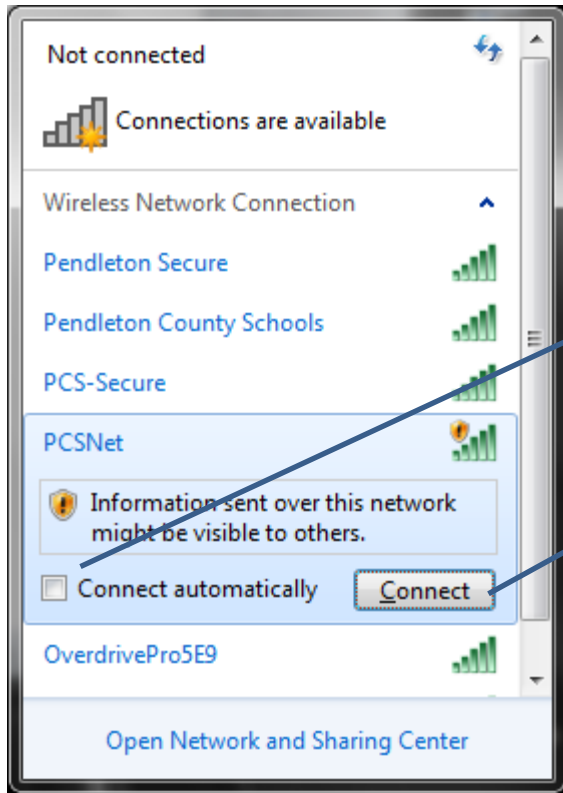 Not connected
Connections are available
Wireless Network Connection
Pendleton Secure
Pendleton County Schools
PCS-Secure
PCSNet
Information sent over this network
might be visible to others.
Connect automatically
Connect
OverdrivePro5E9
Open Network and Sharing Center